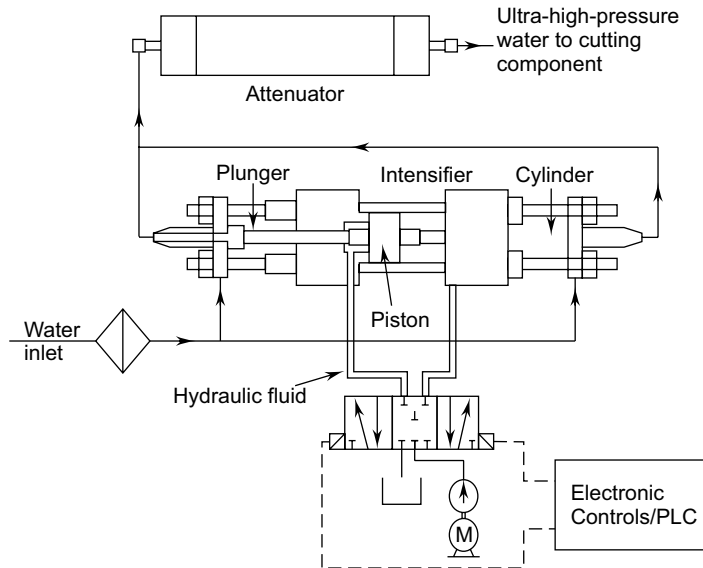 Ultra-high-pressure
water to cutting
component
Attenuator
Plunger
Intensifier
Cylinder
Water
inlet
Piston
Hydraulic fluid
M
Electronic
Controls/PLC